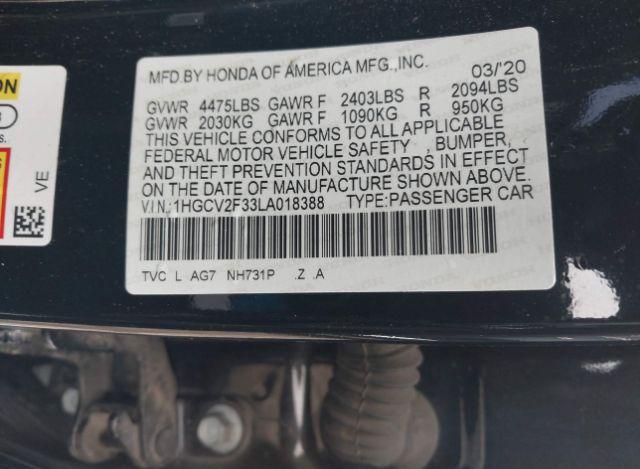 MFD.BY HONDA OF AMERICA MFG.,INC. 03/'20
GVWR 4475LBS GAWR F 2403LBS R 2094LBS
GVWR 2030KG GAWR F 1090KG R 950KG
THIS VEHICLE CONFORMS TO ALL APPLICABLE
FEDERAL MOTOR VEHICLE SAFETY , BUMPER,
AND THEFT PREVENTION STANDARDS IN EFFECT
ON THE DATE OF MANUFACTURE SHOWN ABOVE.
V.I.N.:1HGCV2F33LA018388 TYPE:PASSENGER CAR
TVC L AG7 NH731P .Z .A
VE